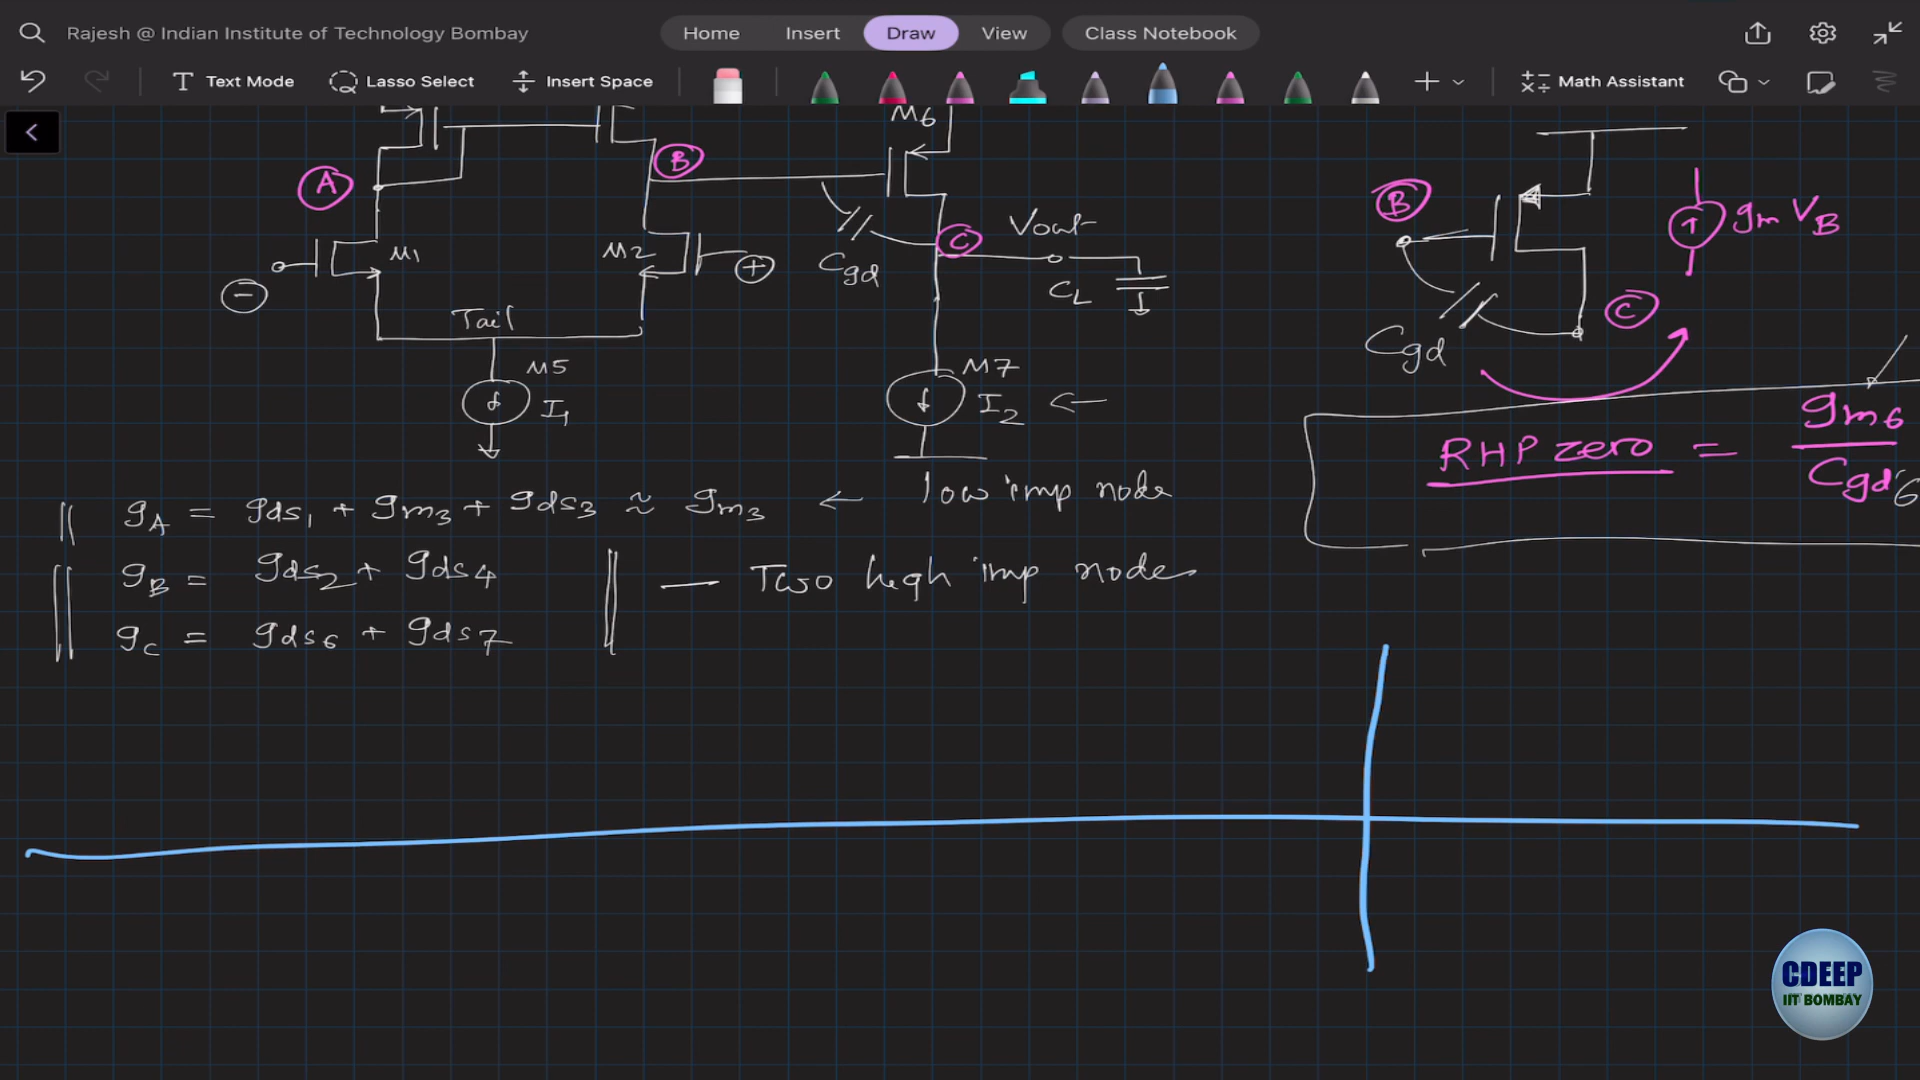 Rajesh @ Indian Institute of Technology Bombay
Home Insert Draw View Class Notebook
Text Mode Lasso Select Insert Space Math Assistant
M6
A
B
M1
M2
−
+
Tail
M5
I1
Cgd
C
Vout
CL
M7
I2 ←
B
gm VB
C
Cgd
RHP zero = gm6 / Cgd6
gA = gds1 + gm3 + gds3 ≈ gm3 ← low imp node
gB = gds2 + gds4 — Two high imp nodes
gC = gds6 + gds7
CDEEP
IIT BOMBAY